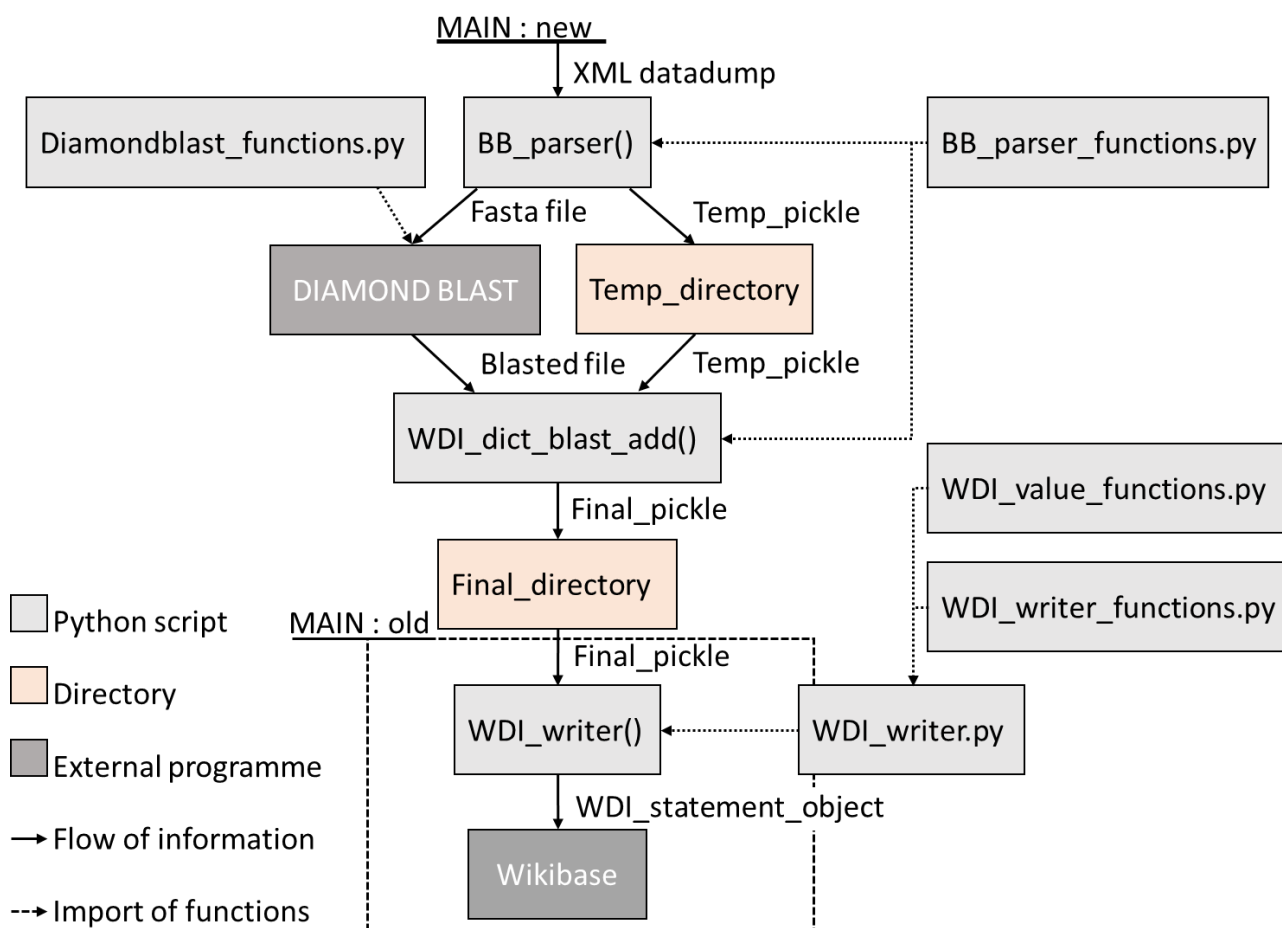 MAIN : new
XML datadump
Diamondblast_functions.py
BB_parser()
BB_parser_functions.py
Fasta file
Temp_pickle
DIAMOND BLAST
Temp_directory
Blasted file
Temp_pickle
WDI_dict_blast_add()
WDI_value_functions.py
Final_pickle
Final_directory
WDI_writer_functions.py
Python script
MAIN : old
Final_pickle
Directory
WDI_writer()
WDI_writer.py
External programme
WDI_statement_object
Flow of information
Wikibase
Import of functions